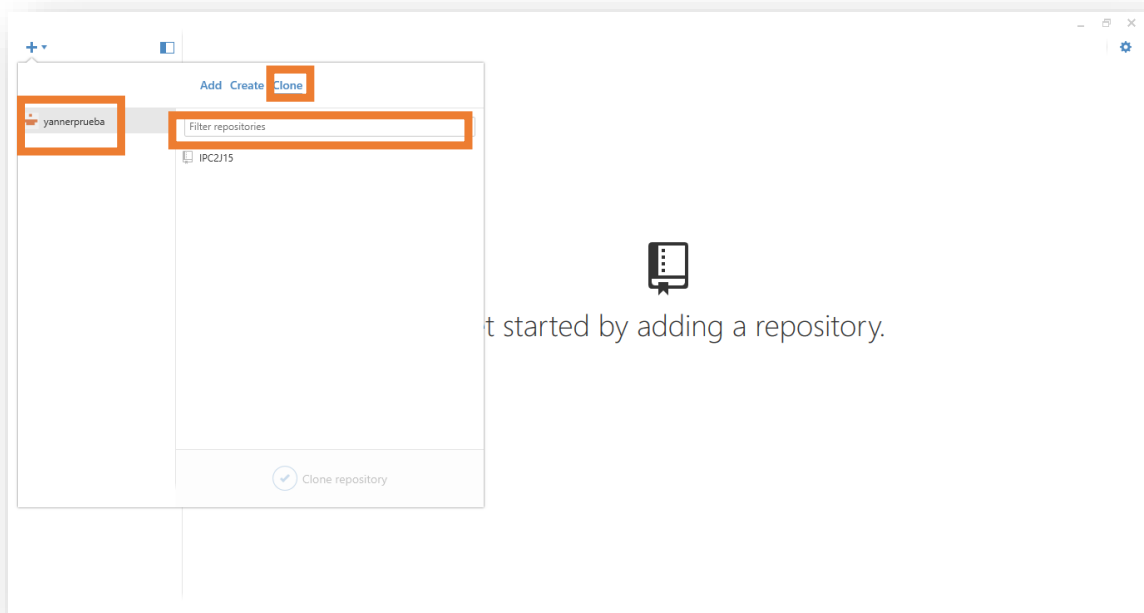 Add Create Clone
yannerprueba
Filter repositories
IPC2J15
t started by adding a repository.
Clone repository